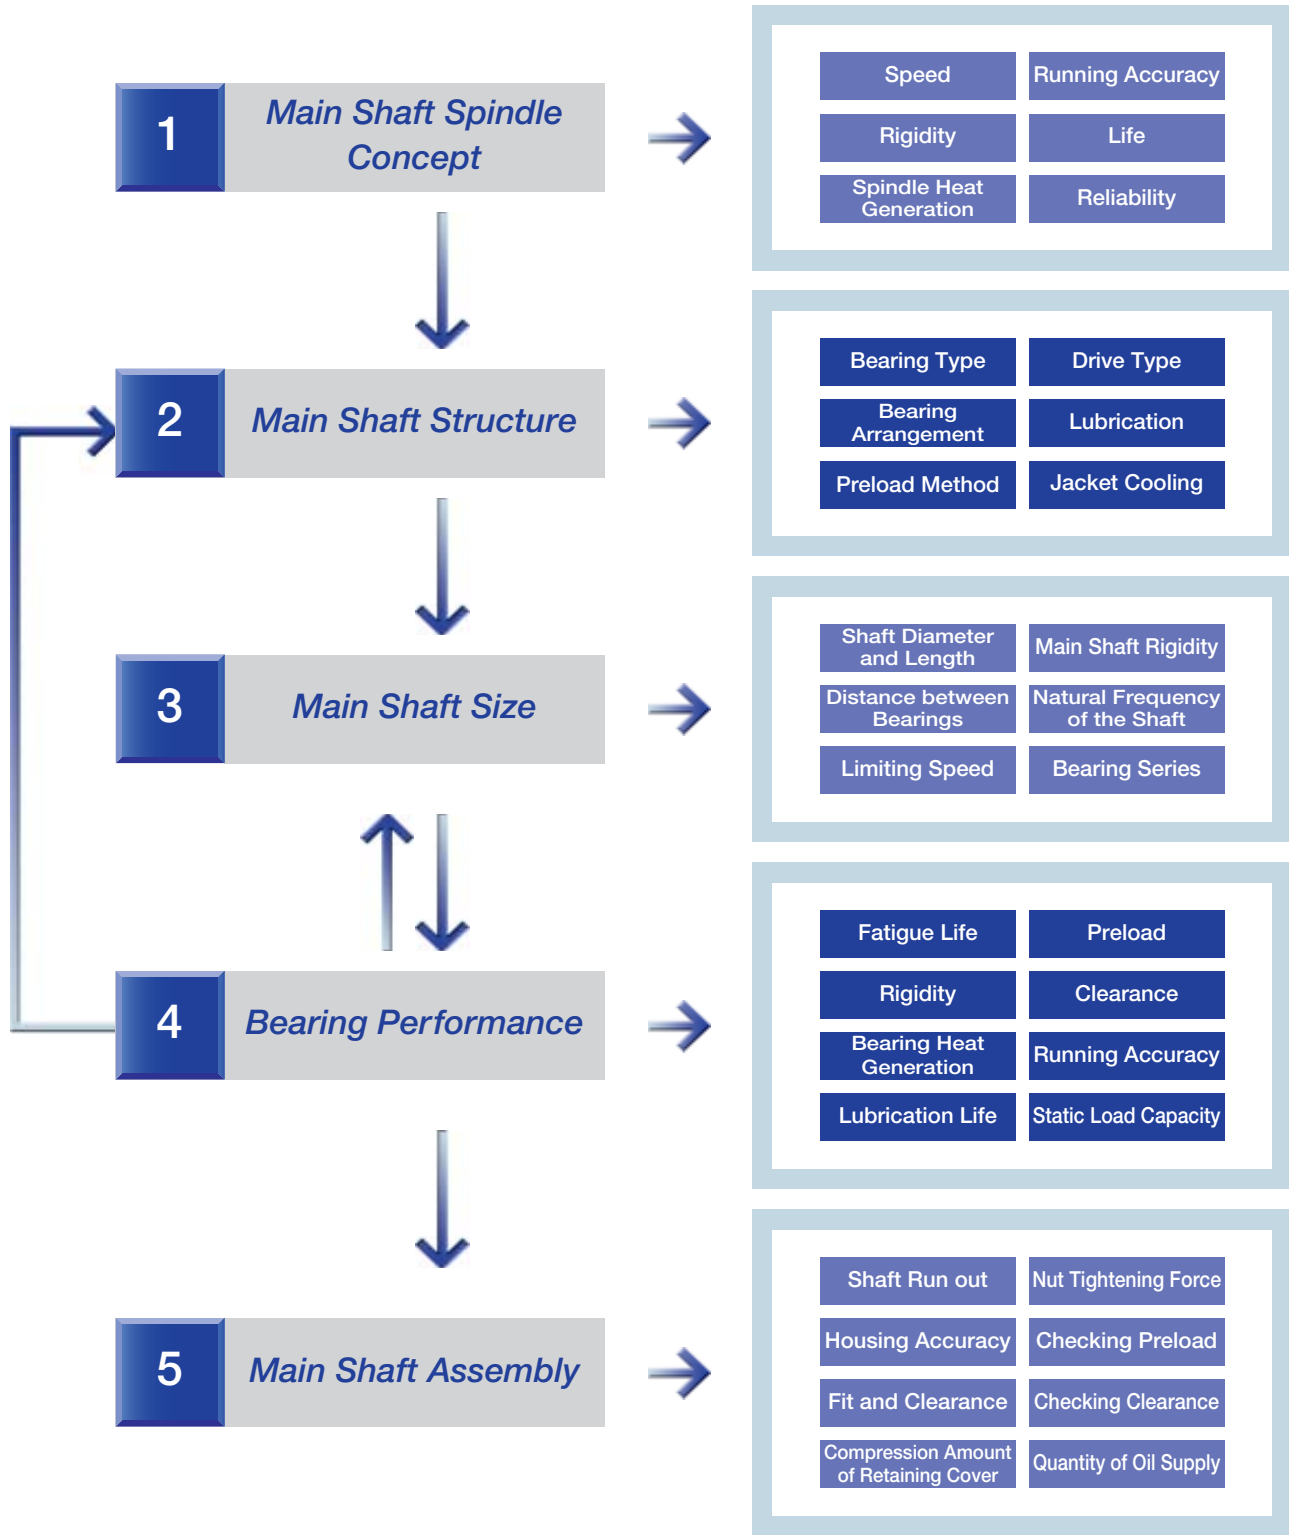 1
Main Shaft Spindle
Concept
Speed
Running Accuracy
Rigidity
Life
Spindle Heat
Generation
Reliability
2
Main Shaft Structure
Bearing Type
Drive Type
Bearing
Arrangement
Lubrication
Preload Method
Jacket Cooling
3
Main Shaft Size
Shaft Diameter
and Length
Main Shaft Rigidity
Distance between
Bearings
Natural Frequency
of the Shaft
Limiting Speed
Bearing Series
4
Bearing Performance
Fatigue Life
Preload
Rigidity
Clearance
Bearing Heat
Generation
Running Accuracy
Lubrication Life
Static Load Capacity
5
Main Shaft Assembly
Shaft Run out
Nut Tightening Force
Housing Accuracy
Checking Preload
Fit and Clearance
Checking Clearance
Compression Amount
of Retaining Cover
Quantity of Oil Supply